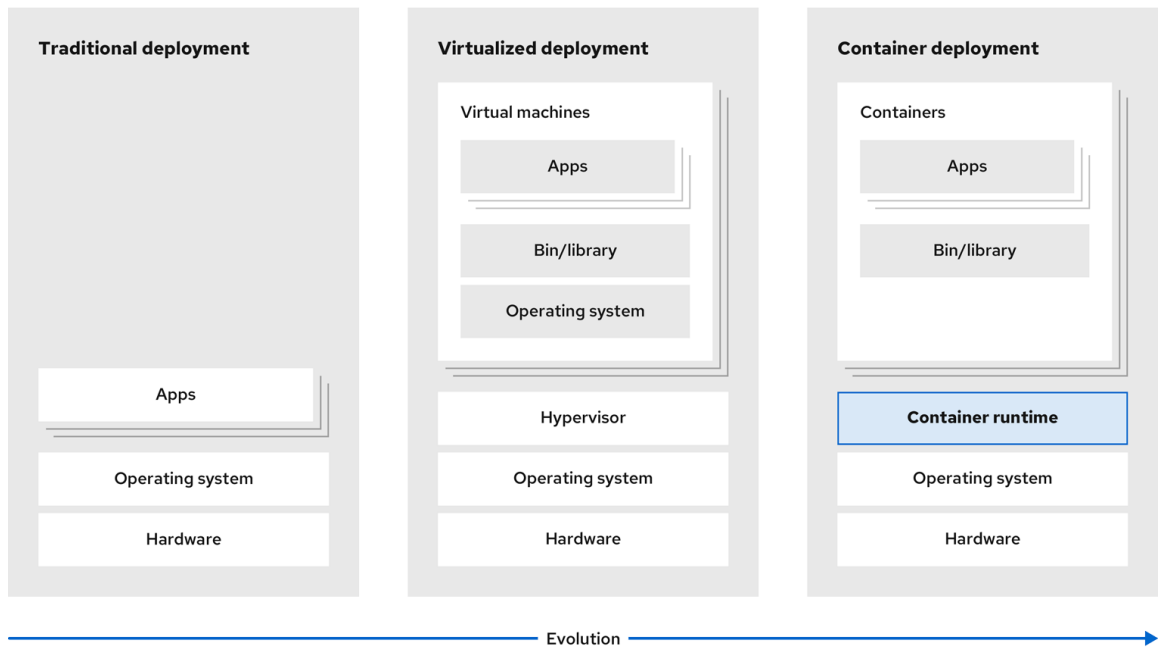 Traditional deployment
Apps
Operating system
Hardware
Virtualized deployment
Virtual machines
Apps
Bin/library
Operating system
Hypervisor
Operating system
Hardware
Container deployment
Containers
Apps
Bin/library
Container runtime
Operating system
Hardware
Evolution